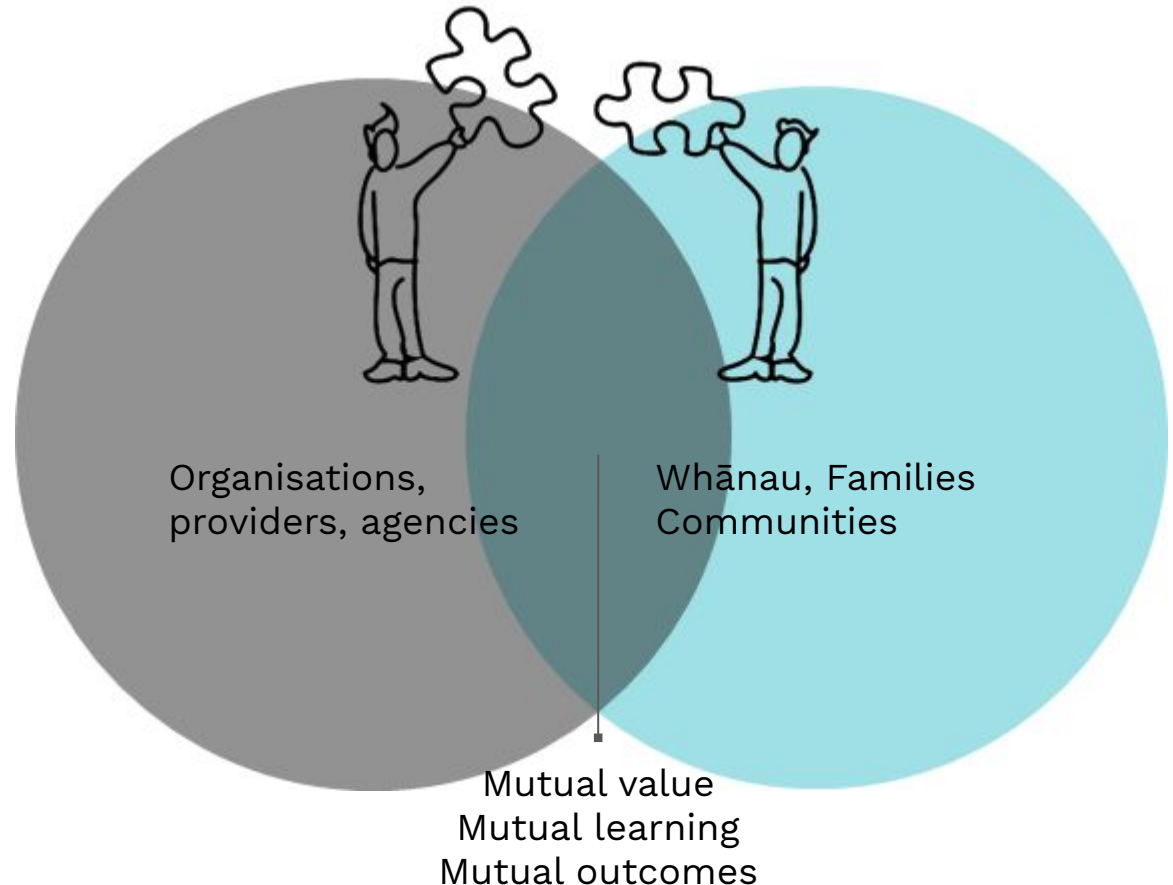 Organisations,
providers, agencies
Whānau, Families
Communities
Mutual value
Mutual learning
Mutual outcomes